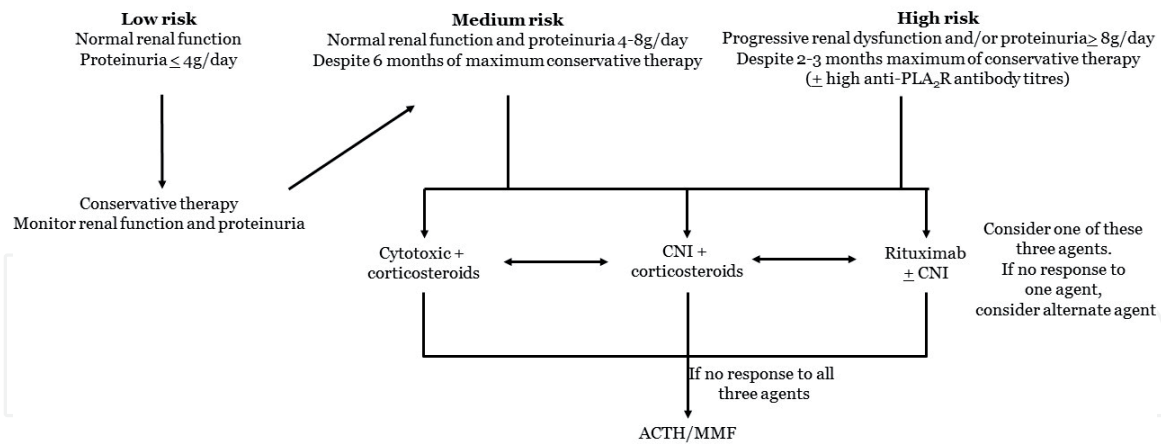 Low risk
Normal renal function
Proteinuria ≤ 4g/day
Medium risk
Normal renal function and proteinuria 4-8g/day
Despite 6 months of maximum conservative therapy
High risk
Progressive renal dysfunction and/or proteinuria≥ 8g/day
Despite 2-3 months maximum of conservative therapy
(± high anti-PLA₂R antibody titres)
Conservative therapy
Monitor renal function and proteinuria
Cytotoxic +
corticosteroids
CNI +
corticosteroids
Rituximab
± CNI
Consider one of these
three agents.
If no response to
one agent,
consider alternate agent
If no response to all
three agents
ACTH/MMF